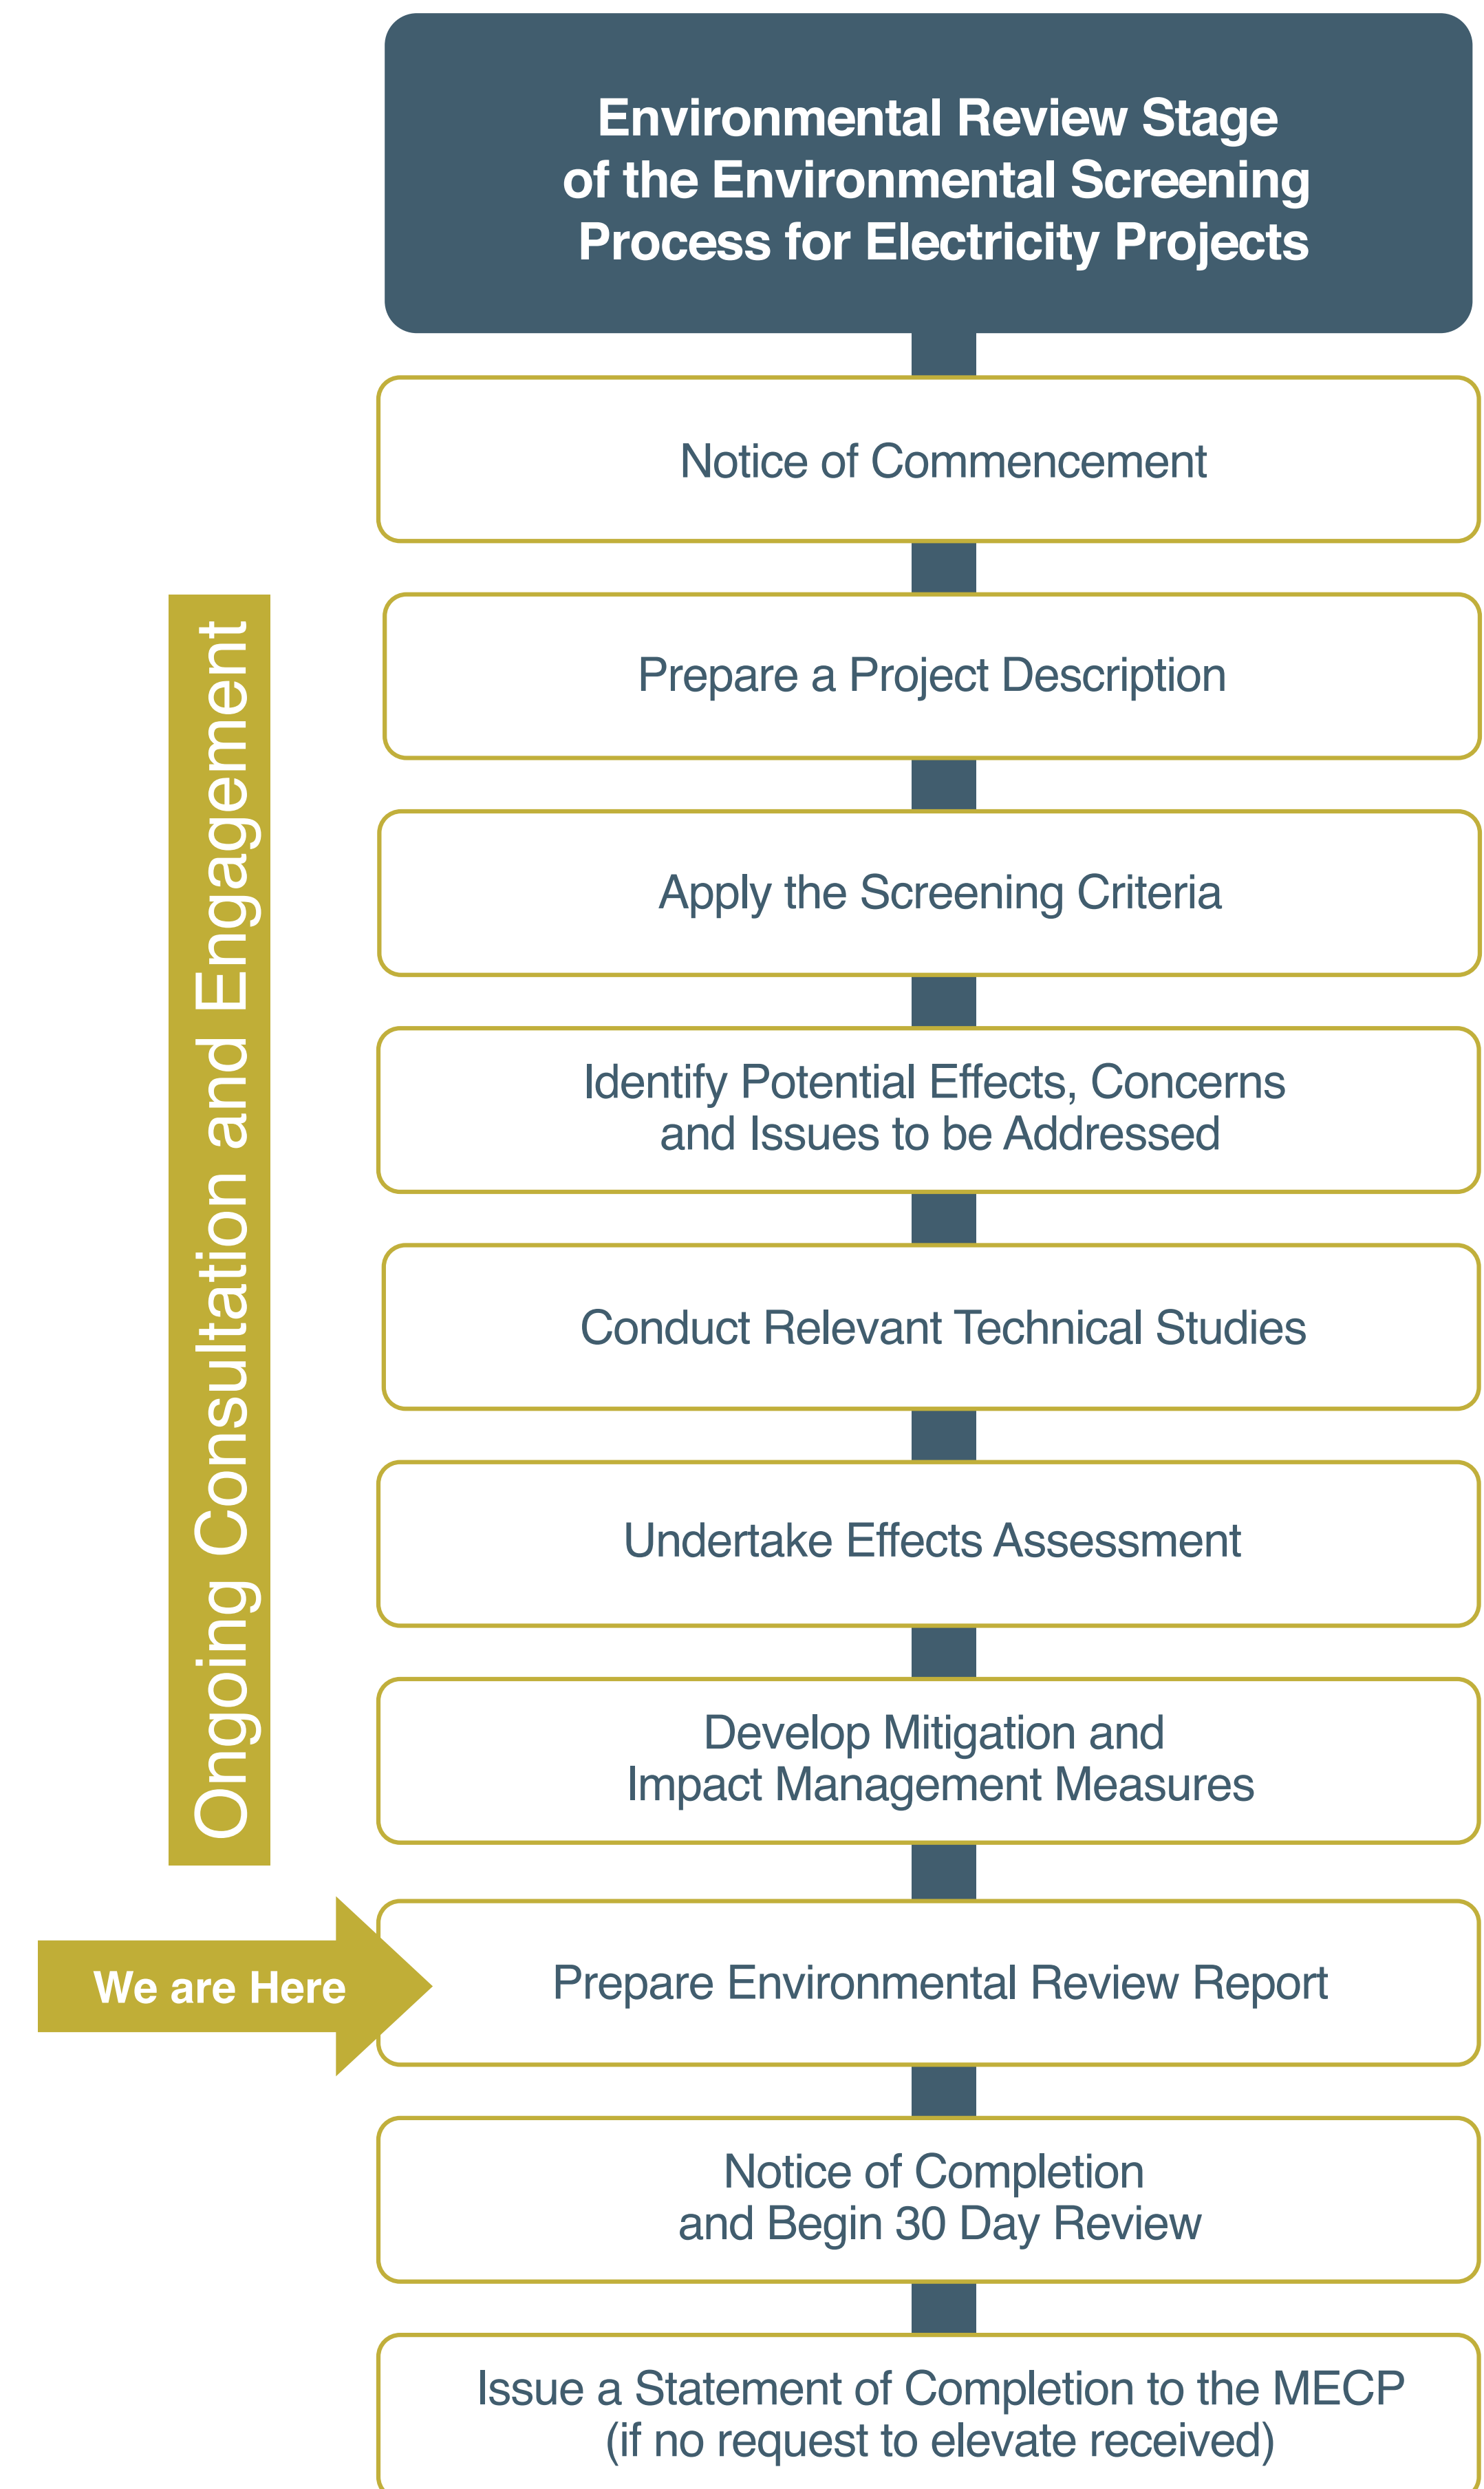 Environmental Review Stage
of the Environmental Screening
Process for Electricity Projects
Notice of Commencement
Ongoing Consultation and Engagement
Prepare a Project Description
Apply the Screening Criteria
Identify Potential Effects, Concerns
and Issues to be Addressed
Conduct Relevant Technical Studies
Undertake Effects Assessment
Develop Mitigation and
Impact Management Measures
We are Here
Prepare Environmental Review Report
Notice of Completion
and Begin 30 Day Review
Issue a Statement of Completion to the MECP
(if no request to elevate received)